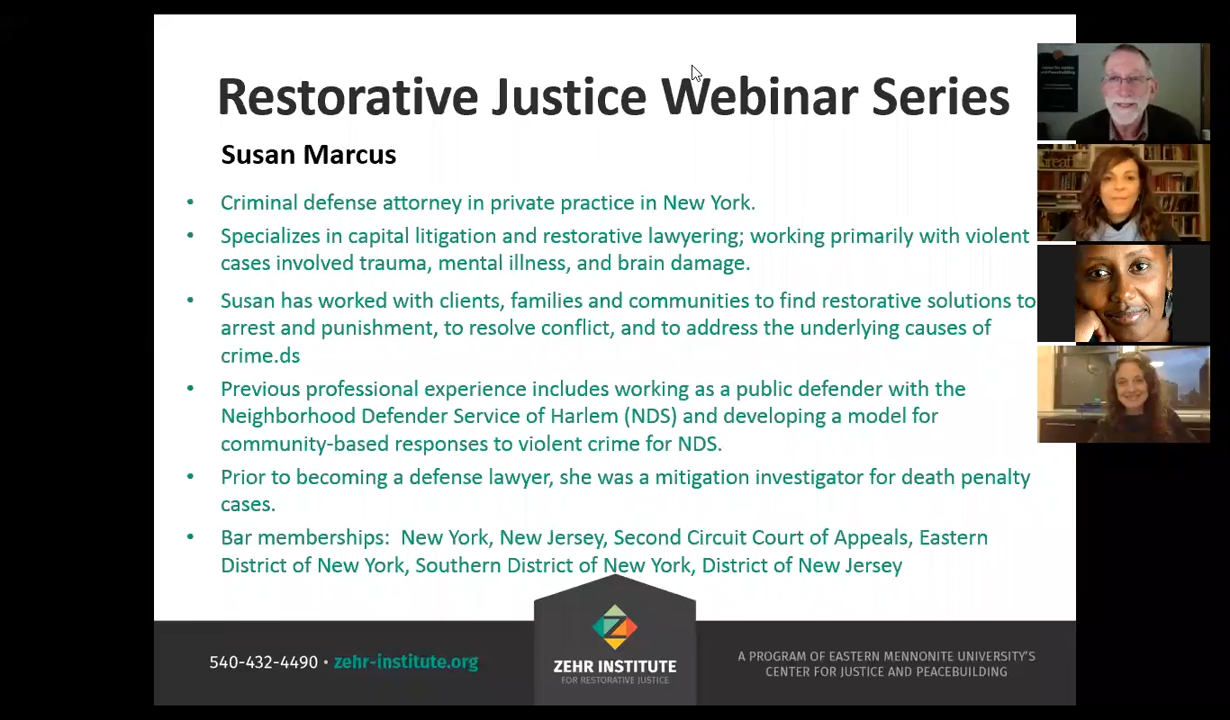 Restorative Justice Webinar Series
Susan Marcus
• Criminal defense attorney in private practice in New York.
• Specializes in capital litigation and restorative lawyering; working primarily with violent
cases involved trauma, mental illness, and brain damage.
• Susan has worked with clients, families and communities to find restorative solutions to
arrest and punishment, to resolve conflict, and to address the underlying causes of
crime.ds
• Previous professional experience includes working as a public defender with the
Neighborhood Defender Service of Harlem (NDS) and developing a model for
community-based responses to violent crime for NDS.
• Prior to becoming a defense lawyer, she was a mitigation investigator for death penalty
cases.
• Bar memberships: New York, New Jersey, Second Circuit Court of Appeals, Eastern
District of New York, Southern District of New York, District of New Jersey
540-432-4490 • zehr-institute.org
Z
ZEHR INSTITUTE
FOR RESTORATIVE JUSTICE
A PROGRAM OF EASTERN MENNONITE UNIVERSITY'S
CENTER FOR JUSTICE AND PEACEBUILDING